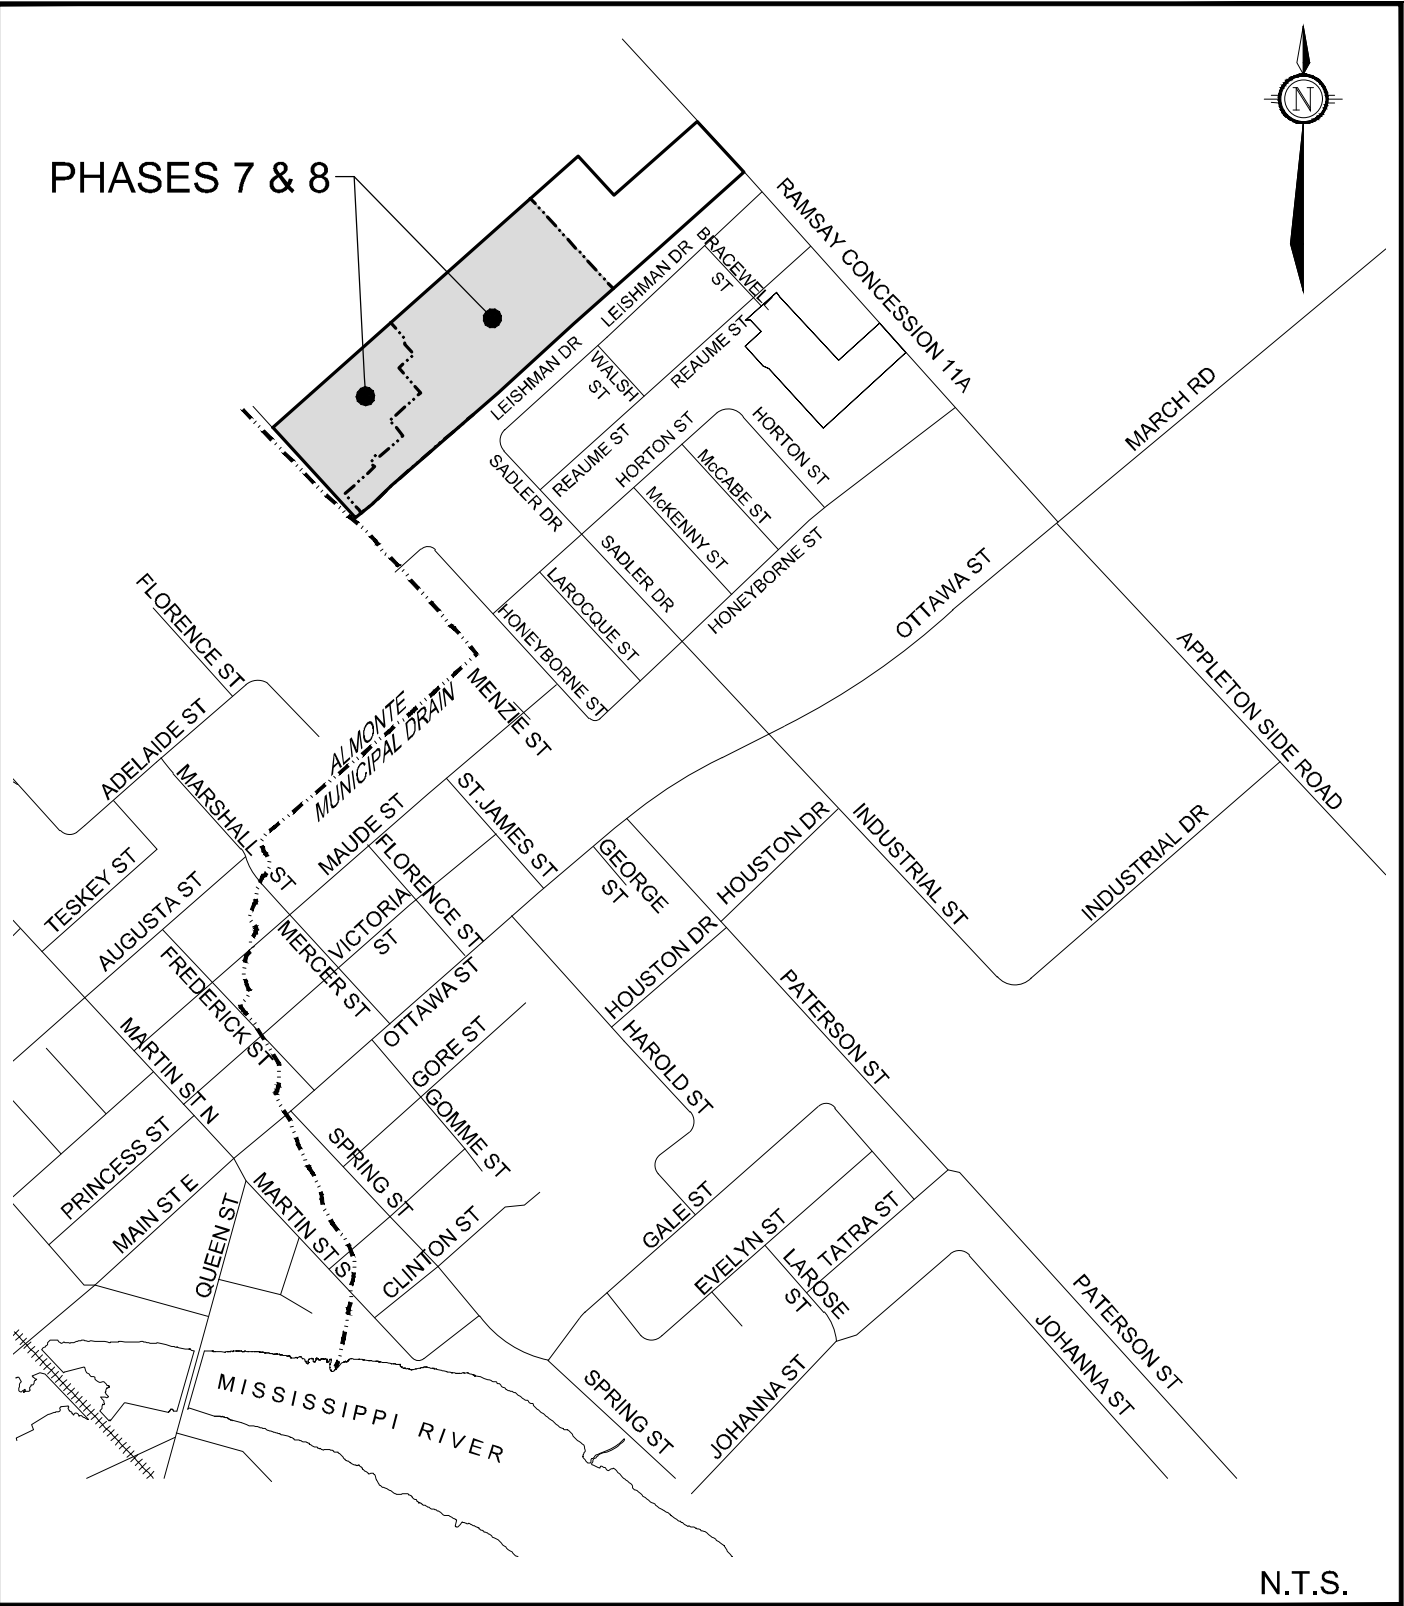 N
PHASES 7 & 8
RAMSAY CONCESSION 11A
BRACEWELL
ST
LEISHMAN DR
LEISHMAN DR
WALSH
ST
REAUME ST
REAUME ST
MARCH RD
HORTON ST
HORTON ST
SADLER DR
McCABE ST
McKENNY ST
SADLER DR
HONEYBORNE ST
LAROCQUE ST
HONEYBORNE ST
OTTAWA ST
FLORENCE ST
APPLETON SIDE ROAD
ADELAIDE ST
MENZIE ST
ALMONTE
MUNICIPAL DRAIN
MARSHALL ST
MAUDE ST
ST.JAMES ST
FLORENCE ST
GEORGE
ST
HOUSTON DR
INDUSTRIAL ST
INDUSTRIAL DR
TESKEY ST
AUGUSTA ST
VICTORIA
ST
MERCER ST
FREDERICK ST
HOUSTON DR
OTTAWA ST
PATERSON ST
MARTIN ST N
GORE ST
HAROLD ST
GOMME ST
PRINCESS ST
SPRING ST
MAIN ST E
QUEEN ST
MARTIN ST S
CLINTON ST
GALE ST
EVELYN ST
TATRA ST
LAROSE
ST
PATERSON ST
JOHANNA ST
JOHANNA ST
SPRING ST
MISSISSIPPI RIVER
N.T.S.